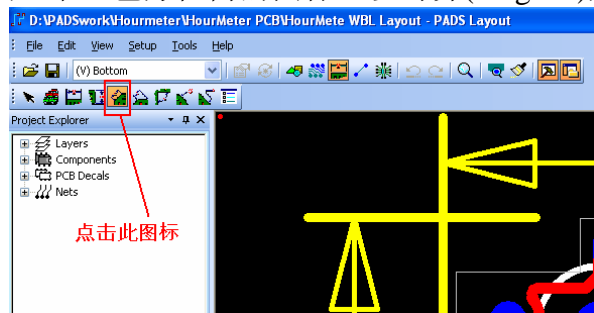 D:\PADSwork\Hourmeter\HourMeter PCB\HourMete WBL Layout - PADS Layout
File Edit View Setup Tools Help
(V) Bottom
Project Explorer
Layers
Components
PCB Decals
Nets
点击此图标